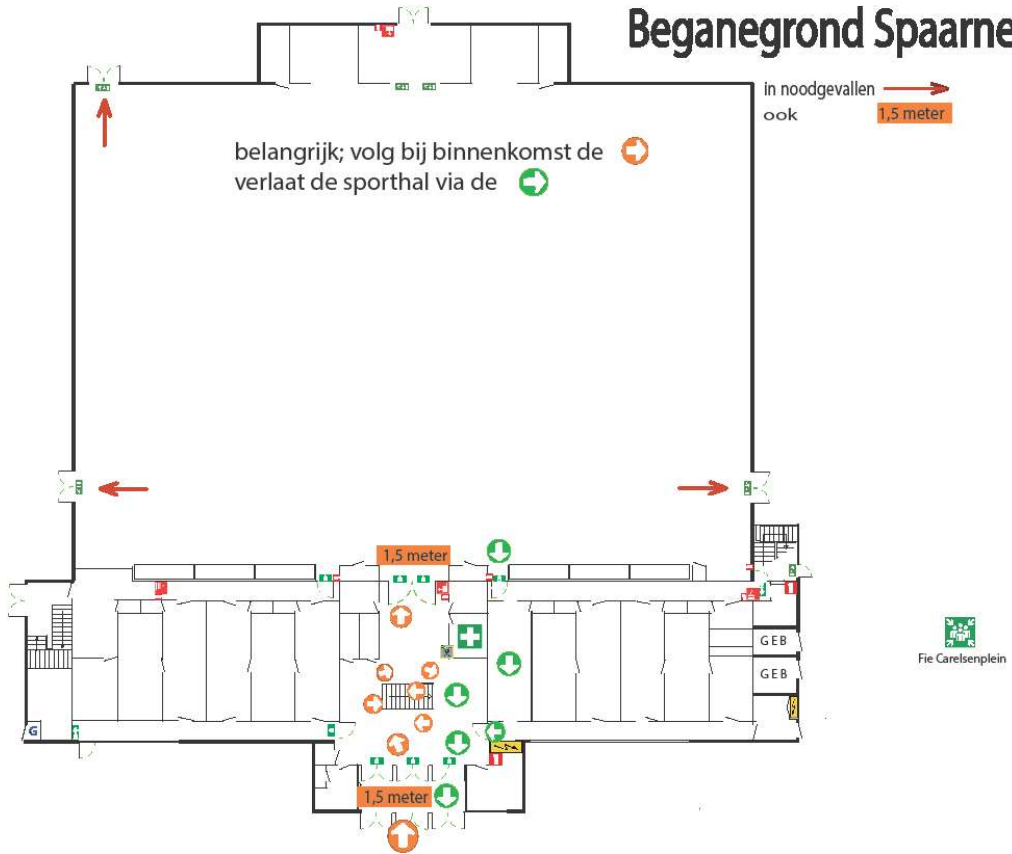 Beganegrond Spaarne
in noodgevallen
ook 1,5 meter
belangrijk; volg bij binnenkomst de
verlaat de sporthal via de
1,5 meter
GEB
GEB
Fie Carelsenplein
G
1,5 meter